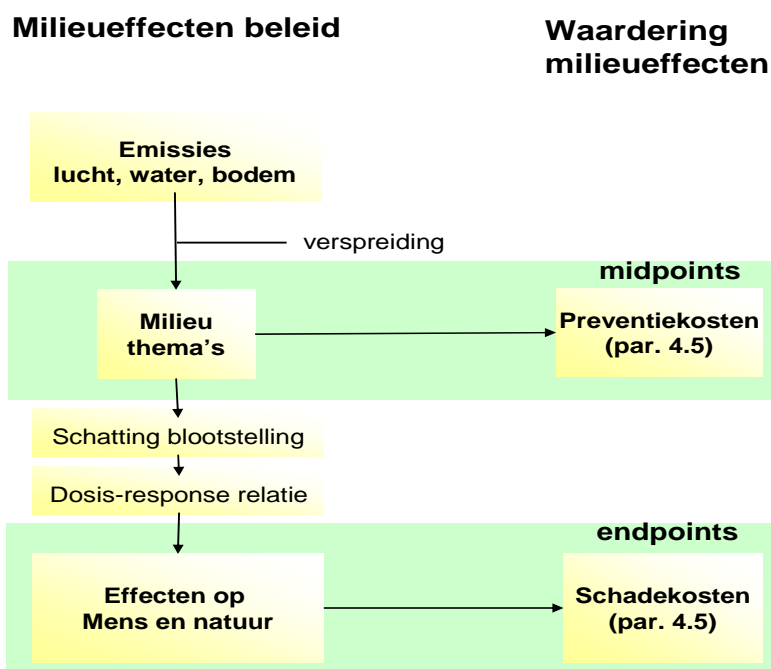 Milieueffecten beleid
Waardering
milieueffecten
Emissies
lucht, water, bodem
verspreiding
midpoints
Milieu
thema's
Preventiekosten
(par. 4.5)
Schatting blootstelling
Dosis-response relatie
endpoints
Effecten op
Mens en natuur
Schadekosten
(par. 4.5)